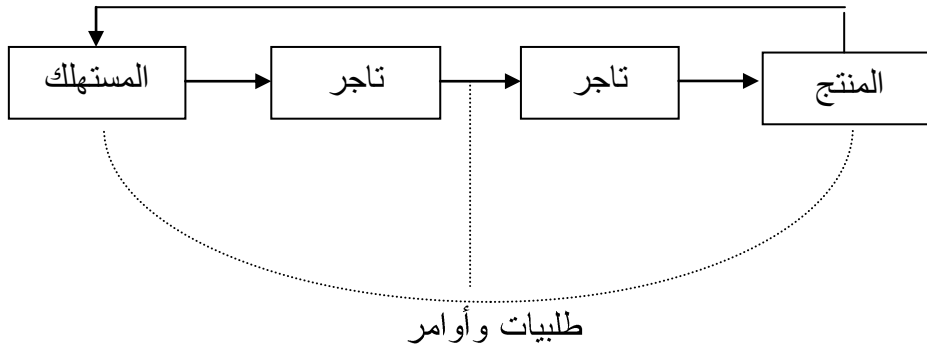 المنتج
تاجر
تاجر
المستهلك
طلبيات وأوامر